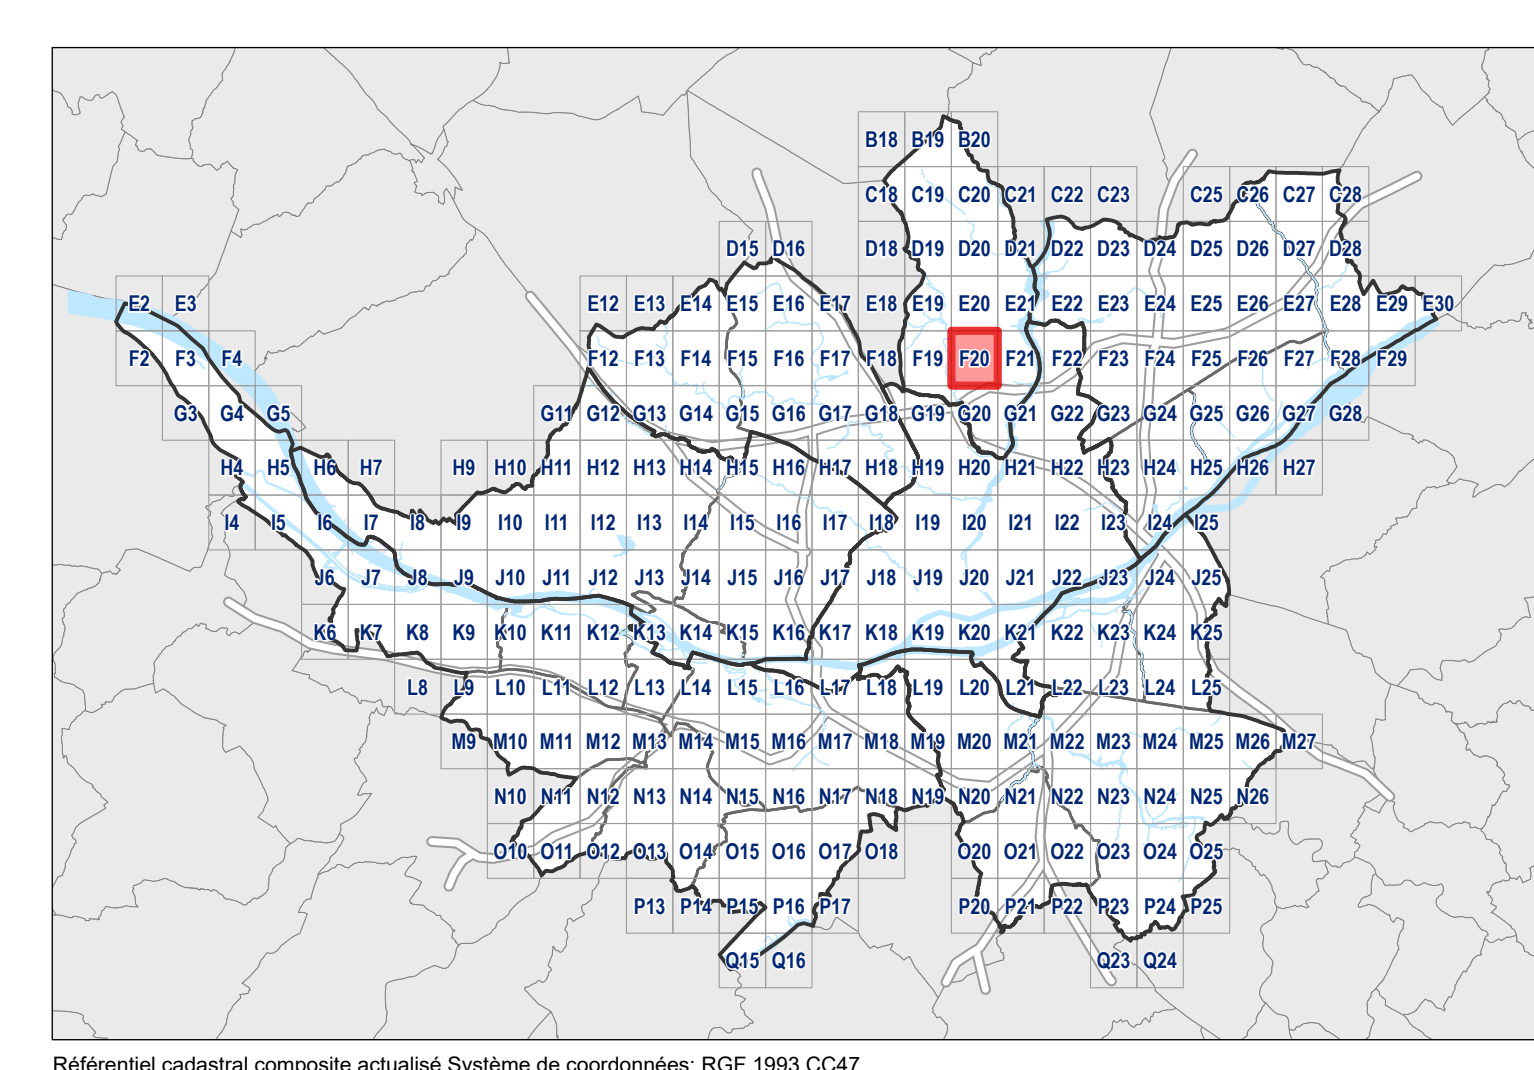 B18 B19 B20
C18 C19 C20 C21 C22 C23 C25 C26 C27 C28
D15 D16 D18 D19 D20 D21 D22 D23 D24 D25 D26 D27 D28
E2 E3 E12 E13 E14 E15 E16 E17 E18 E19 E20 E21 E22 E23 E24 E25 E26 E27 E28 E29 E30
F2 F3 F4 F12 F13 F14 F15 F16 F17 F18 F19 F20 F21 F22 F23 F24 F25 F26 F27 F28 F29
G3 G4 G5 G11 G12 G13 G14 G15 G16 G17 G18 G19 G20 G21 G22 G23 G24 G25 G26 G27 G28
H4 H5 H6 H7 H9 H10 H11 H12 H13 H14 H15 H16 H17 H18 H19 H20 H21 H22 H23 H24 H25 H26 H27
I4 I5 I6 I7 I8 I9 I10 I11 I12 I13 I14 I15 I16 I17 I18 I19 I20 I21 I22 I23 I24 I25
J6 J7 J8 J9 J10 J11 J12 J13 J14 J15 J16 J17 J18 J19 J20 J21 J22 J23 J24 J25
K6 K7 K8 K9 K10 K11 K12 K13 K14 K15 K16 K17 K18 K19 K20 K21 K22 K23 K24 K25
L8 L9 L10 L11 L12 L13 L14 L15 L16 L17 L18 L19 L20 L21 L22 L23 L24 L25
M9 M10 M11 M12 M13 M14 M15 M16 M17 M18 M19 M20 M21 M22 M23 M24 M25 M26 M27
N10 N11 N12 N13 N14 N15 N16 N17 N18 N19 N20 N21 N22 N23 N24 N25 N26
O10 O11 O12 O13 O14 O15 O16 O17 O18 O20 O21 O22 O23 O24 O25
P13 P14 P15 P16 P17 P20 P21 P22 P23 P24 P25
Q15 Q16 Q23 Q24
Référentiel cadastral composite actualisé Système de coordonnées: RGF 1993 CC47